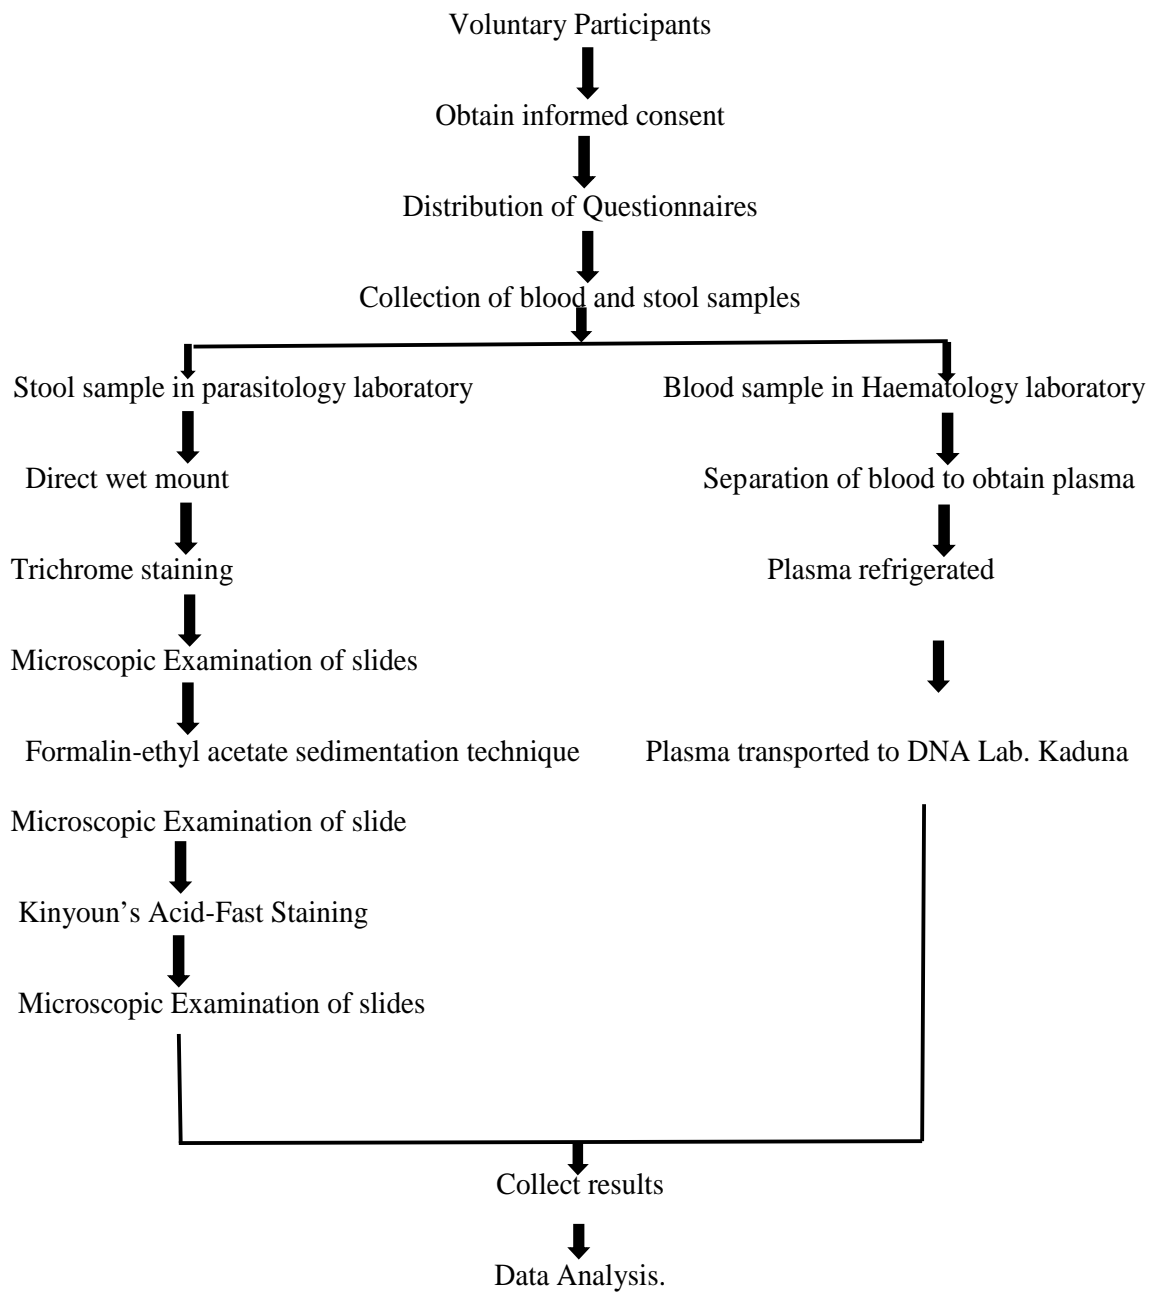 Voluntary Participants
Obtain informed consent
Distribution of Questionnaires
Collection of blood and stool samples
Stool sample in parasitology laboratory
Blood sample in Haematology laboratory
Direct wet mount
Separation of blood to obtain plasma
Trichrome staining
Plasma refrigerated
Microscopic Examination of slides
Formalin-ethyl acetate sedimentation technique
Plasma transported to DNA Lab. Kaduna
Microscopic Examination of slide
Kinyoun’s Acid-Fast Staining
Microscopic Examination of slides
Collect results
Data Analysis.